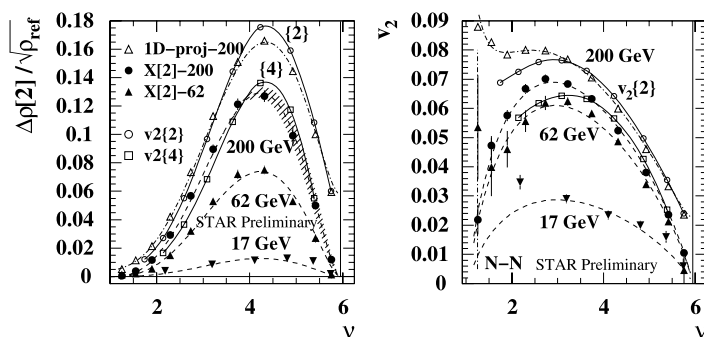 Δρ[2] / √ρref
0.18
0.16
0.14
0.12
0.1
0.08
0.06
0.04
0.02
0
1D-proj-200
X[2]-200
X[2]-62
v2{2}
v2{4}
{2}
{4}
200 GeV
62 GeV
STAR Preliminary
17 GeV
2
4
6
ν
v2
0.09
0.08
0.07
0.06
0.05
0.04
0.03
0.02
0.01
0
200 GeV
v2{2}
62 GeV
17 GeV
N-N
STAR Preliminary
2
4
6
ν